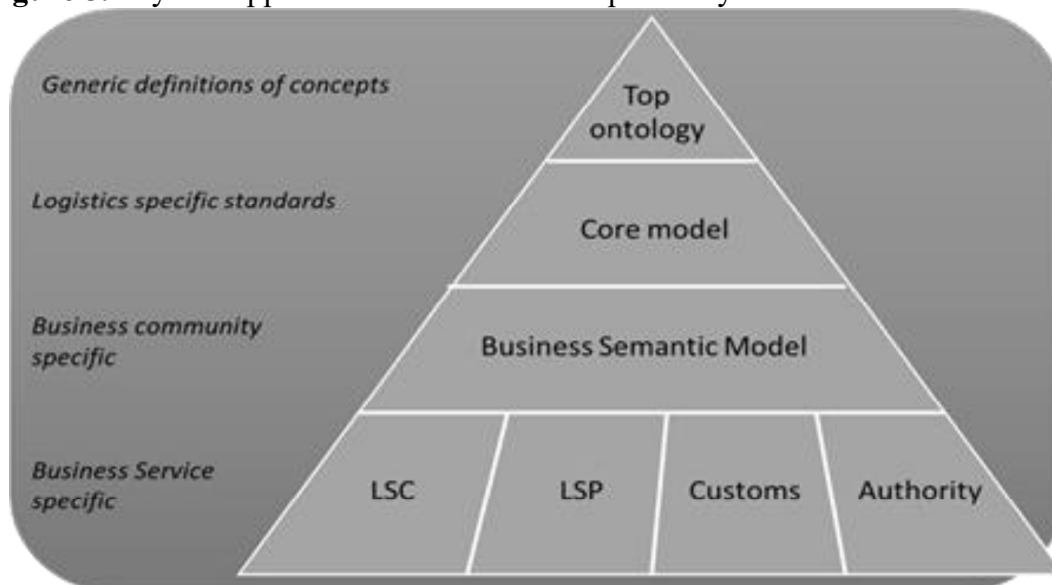 Generic definitions of concepts
Top
ontology
Logistics specific standards
Core model
Business community
specific
Business Semantic Model
Business Service
specific
LSC
LSP
Customs
Authority